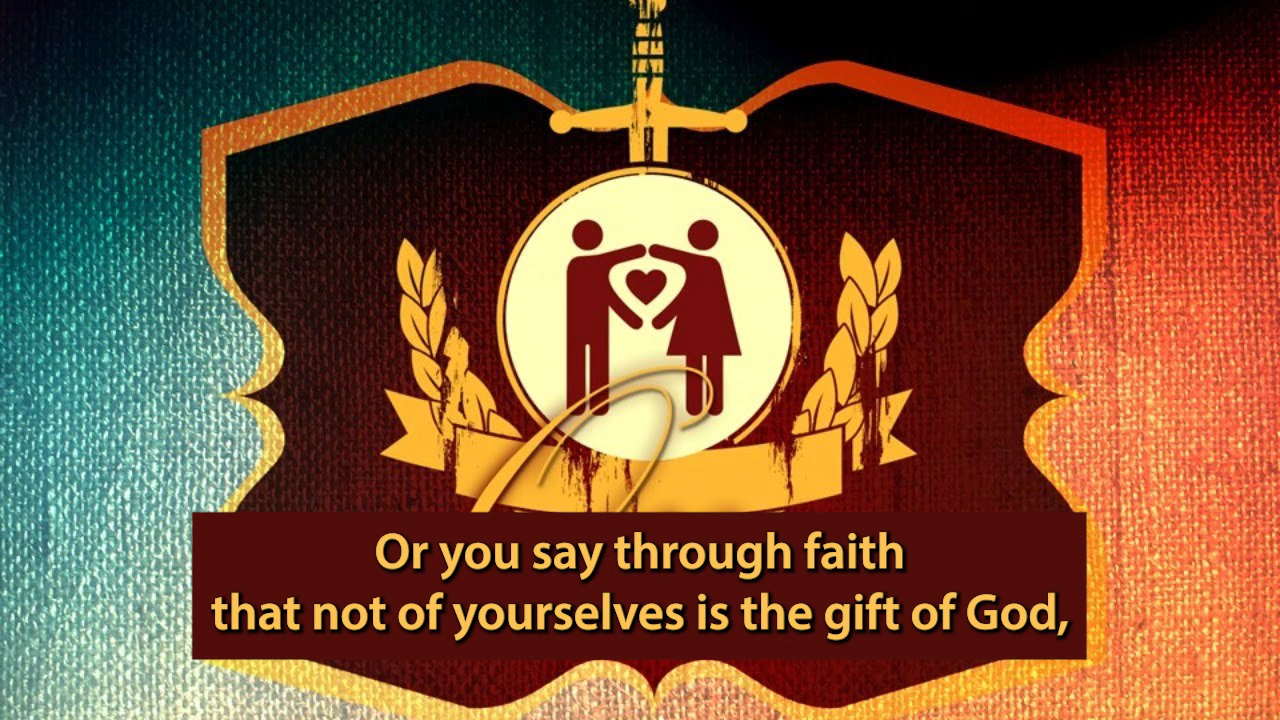 Or you say through faith
that not of yourselves is the gift of God,